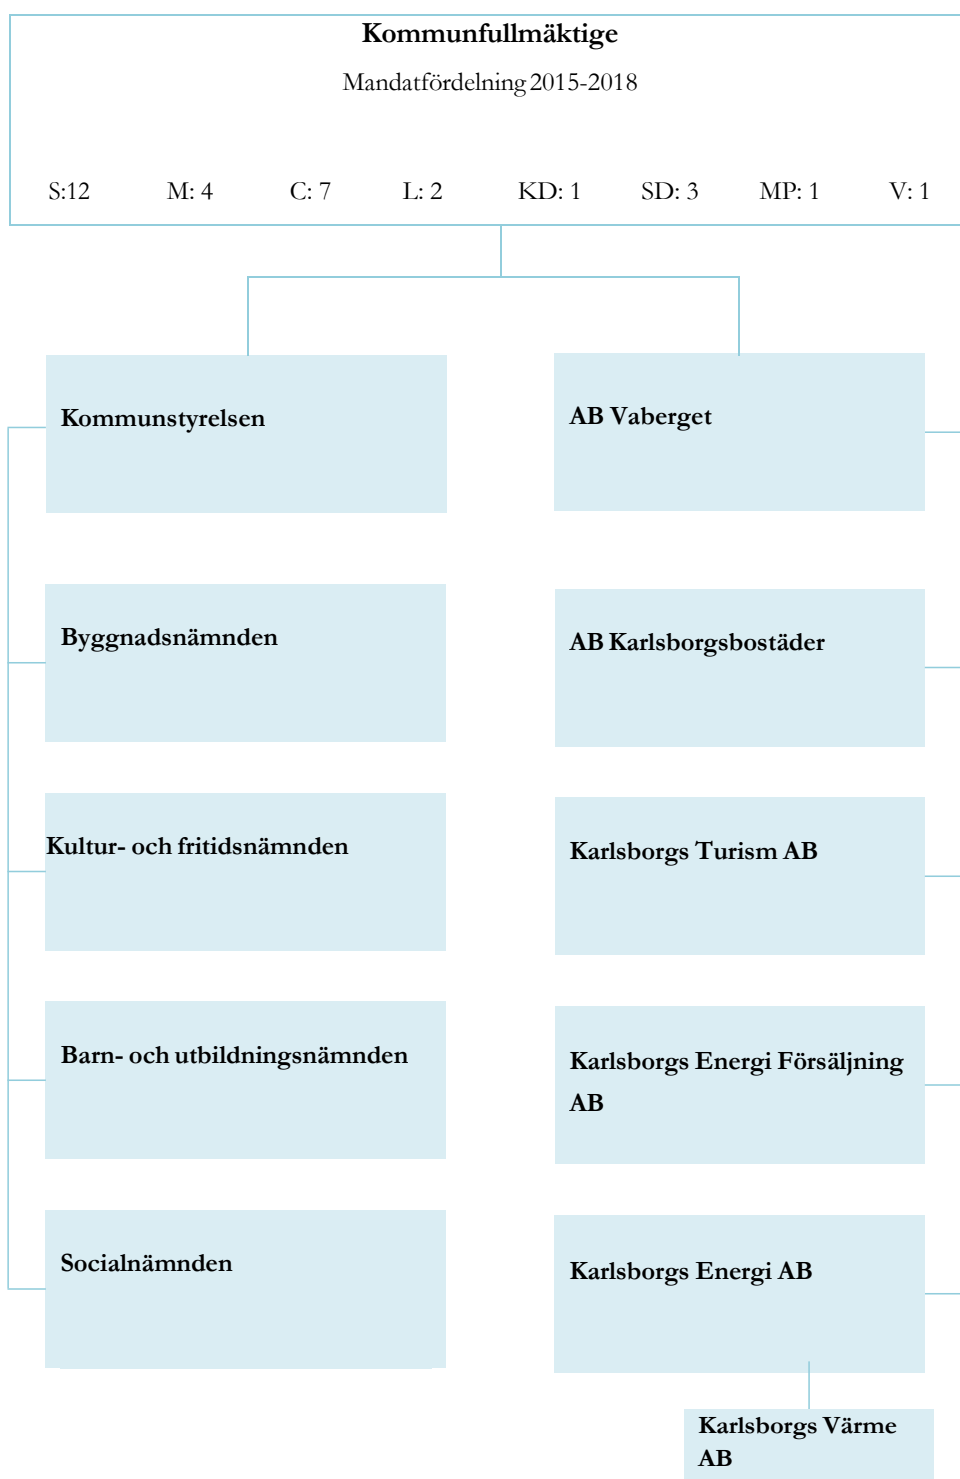 Kommunfullmäktige
Mandatfördelning 2015-2018
S:12 M: 4 C: 7 L: 2 KD: 1 SD: 3 MP: 1 V: 1
Kommunstyrelsen
AB Vaberget
Byggnadsnämnden
AB Karlsborgsbostäder
Kultur- och fritidsnämnden
Karlsborgs Turism AB
Barn- och utbildningsnämnden
Karlsborgs Energi Försäljning
AB
Socialnämnden
Karlsborgs Energi AB
Karlsborgs Värme
AB